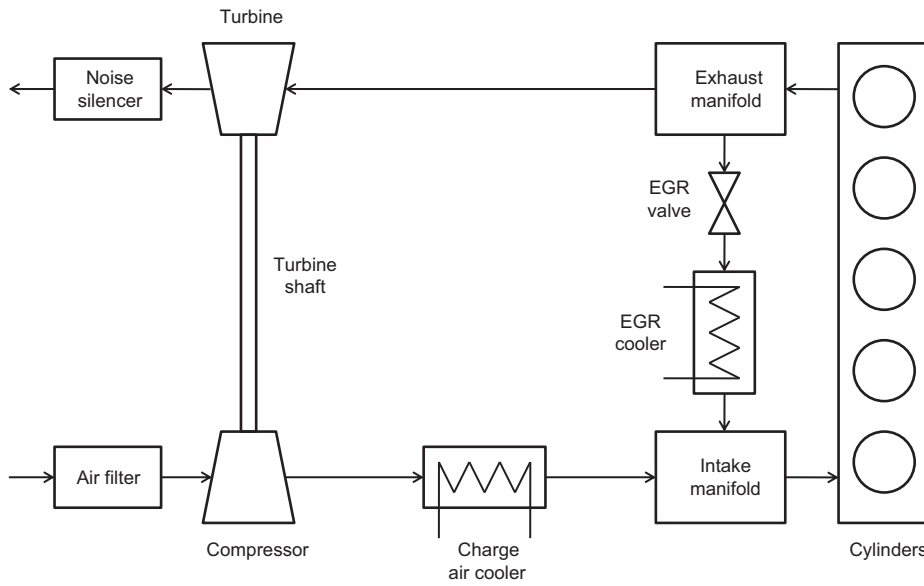 Turbine
Noise
silencer
Exhaust
manifold
EGR
valve
Turbine
shaft
EGR
cooler
Air filter
Intake
manifold
Compressor
Charge
air cooler
Cylinders